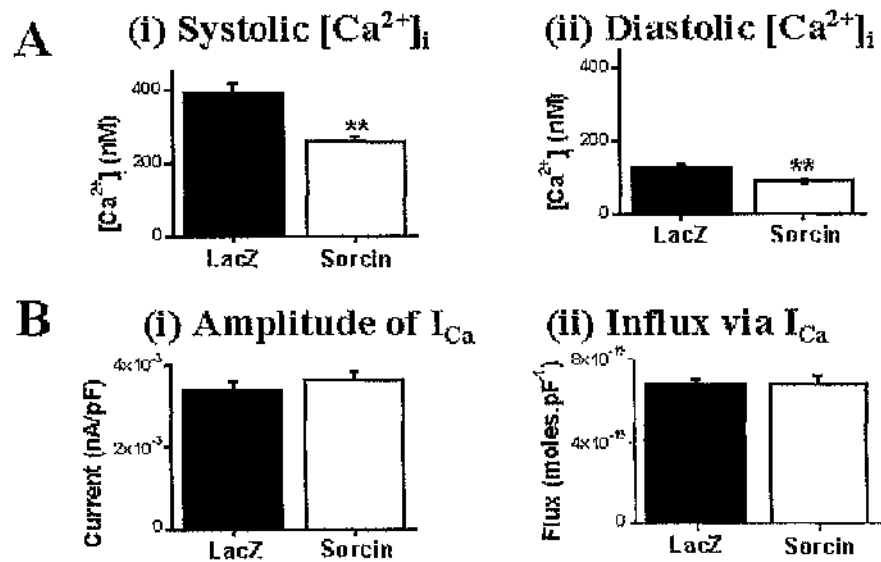 A
(i) Systolic [Ca²⁺]ᵢ
[Ca²⁺]ᵢ (nM)
400
200
0
LacZ Sorcin
**
(ii) Diastolic [Ca²⁺]ᵢ
[Ca²⁺]ᵢ (nM)
400
200
0
LacZ Sorcin
**
B
(i) Amplitude of I_Ca
Current (nA/pF)
4x10⁻³
2x10⁻³
0
LacZ Sorcin
(ii) Influx via I_Ca
Flux (moles.pF⁻¹)
0
LacZ Sorcin